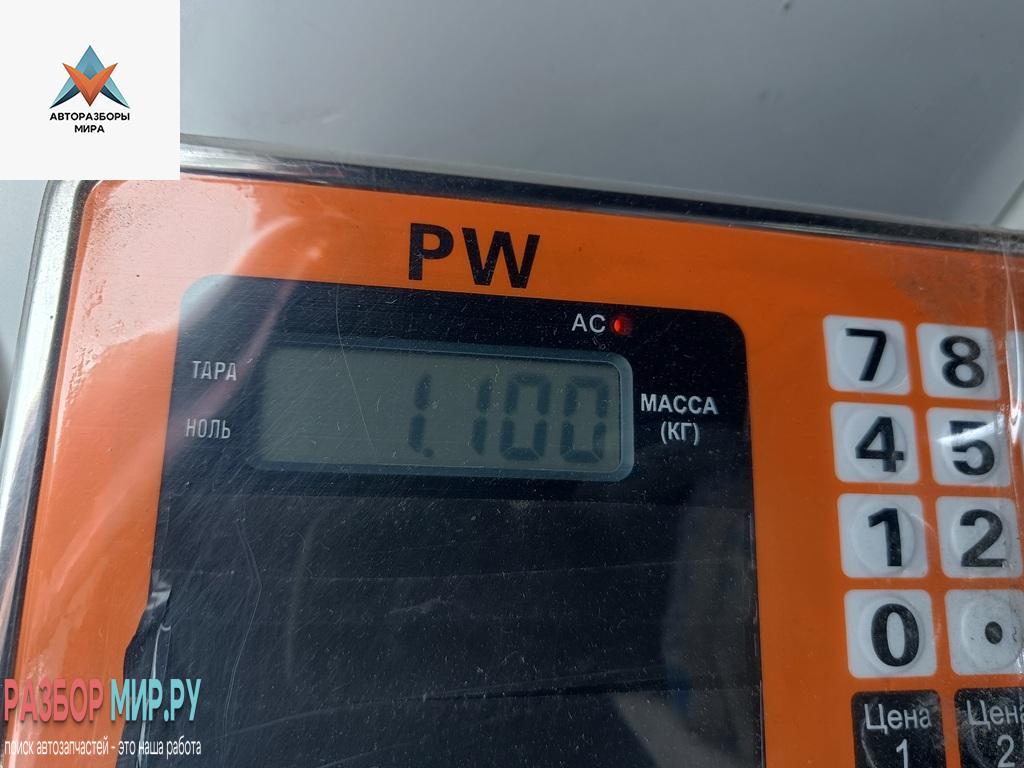 АВТОРАЗБОРЫ
МИРА
PW
AC
ТАРА
НОЛЬ
1.100
МАССА
(КГ)
7 8
4 5
1 2
0 .
Цена
1
Цена
2
РАЗБОР МИР.РУ
поиск автозапчастей - это наша работа